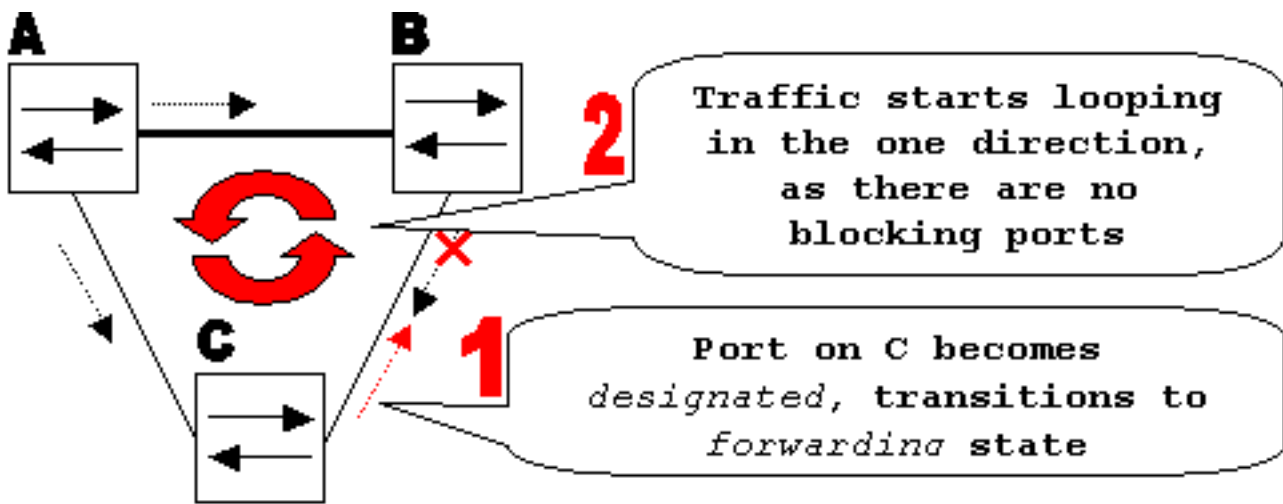 A
B
2
Traffic starts looping
in the one direction,
as there are no
blocking ports
C
1
Port on C becomes
designated, transitions to
forwarding state